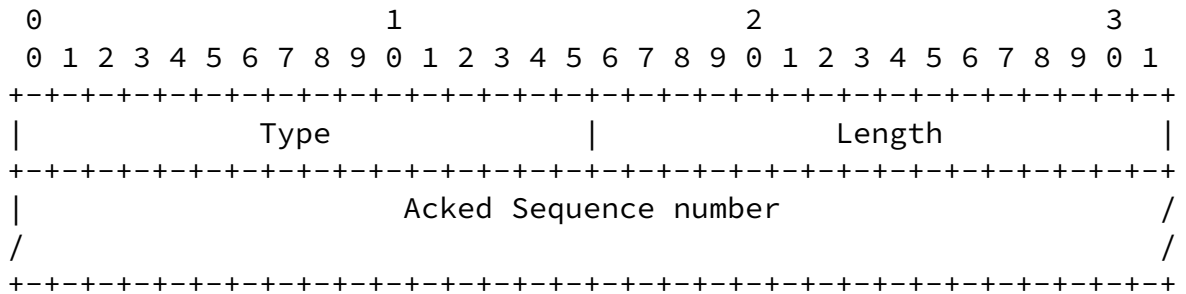 0                   1                   2                   3
 0 1 2 3 4 5 6 7 8 9 0 1 2 3 4 5 6 7 8 9 0 1 2 3 4 5 6 7 8 9 0 1
+-+-+-+-+-+-+-+-+-+-+-+-+-+-+-+-+-+-+-+-+-+-+-+-+-+-+-+-+-+-+-+-+
|             Type              |             Length            |
+-+-+-+-+-+-+-+-+-+-+-+-+-+-+-+-+-+-+-+-+-+-+-+-+-+-+-+-+-+-+-+-+
|                     Acked Sequence number                     /
/                                                               /
+-+-+-+-+-+-+-+-+-+-+-+-+-+-+-+-+-+-+-+-+-+-+-+-+-+-+-+-+-+-+-+-+